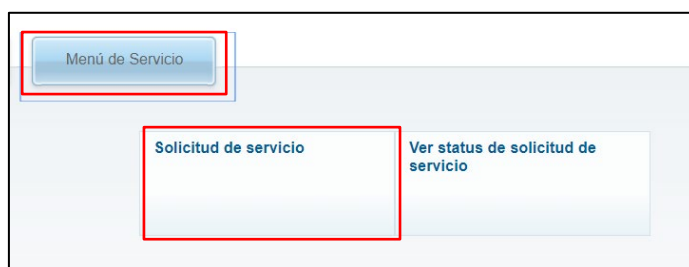 Menú de Servicio
Solicitud de servicio
Ver status de solicitud de
servicio